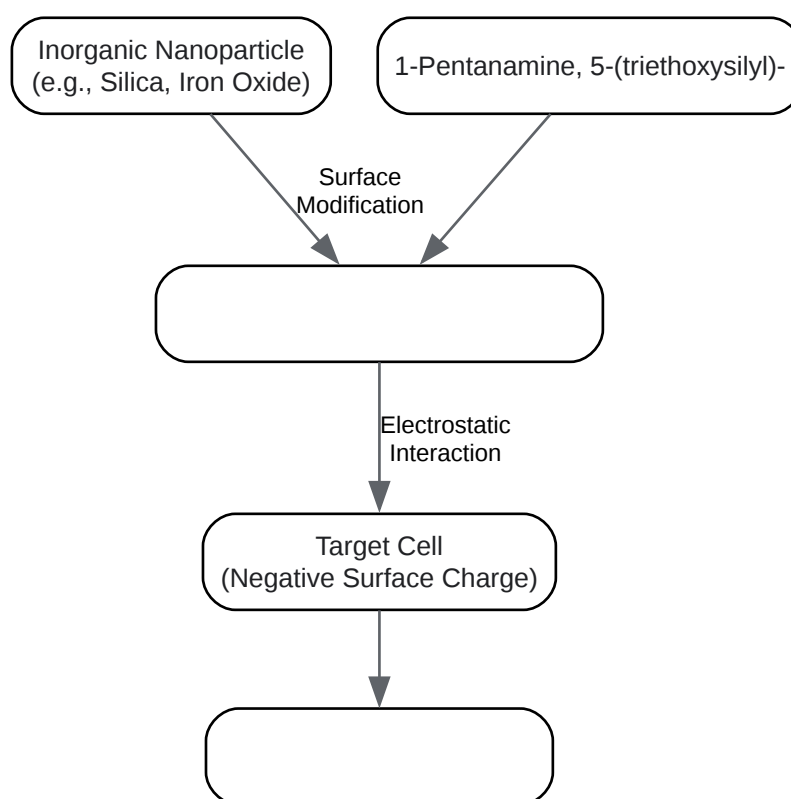 Inorganic Nanoparticle
(e.g., Silica, Iron Oxide)
1-Pentanamine, 5-(triethoxysilyl)-
Surface
Modification
Electrostatic
Interaction
Target Cell
(Negative Surface Charge)